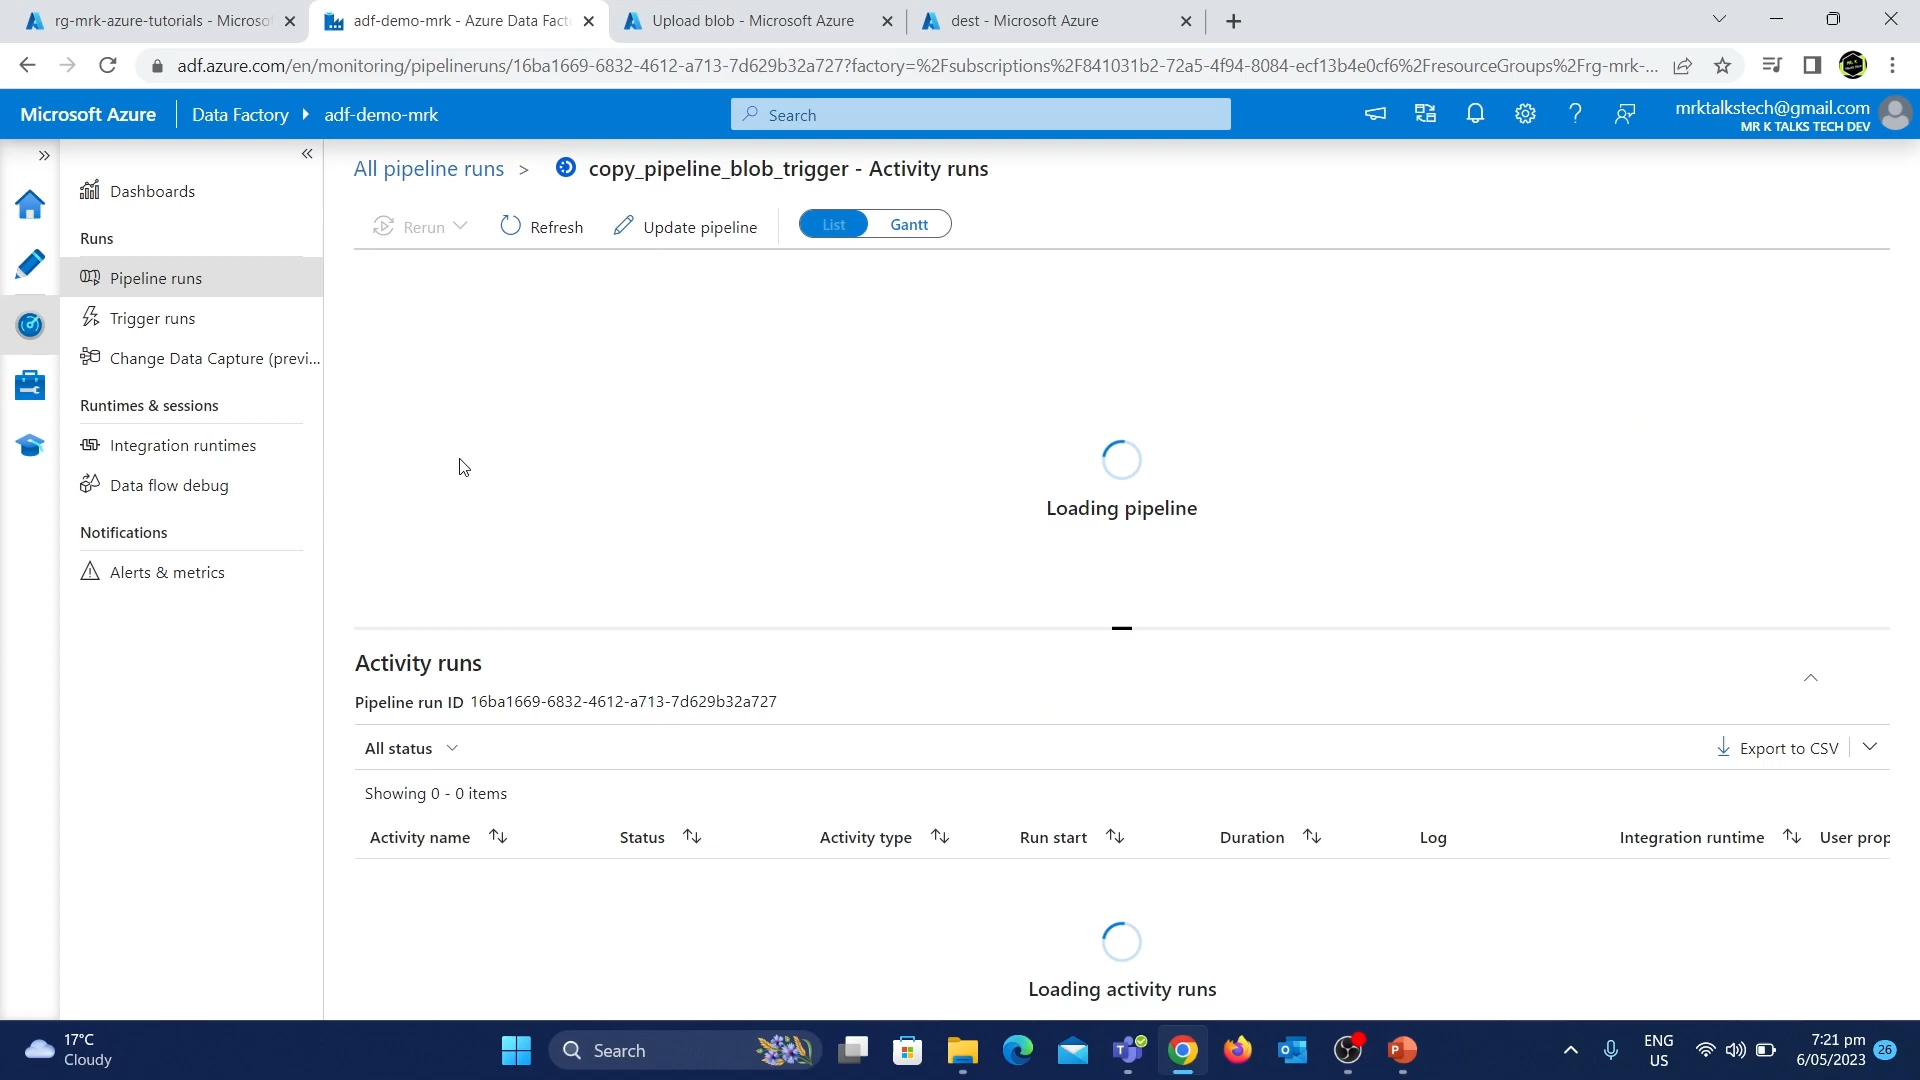 rg-mrk-azure-tutorials - Microsof
adf-demo-mrk - Azure Data Fact
Upload blob - Microsoft Azure
dest - Microsoft Azure
adf.azure.com/en/monitoring/pipelineruns/16ba1669-6832-4612-a713-7d629b32a727?factory=%2Fsubscriptions%2F841031b2-72a5-4f94-8084-ecf13b4e0cf6%2FresourceGroups%2Frg-mrk-...
Microsoft Azure
Data Factory
adf-demo-mrk
Search
mrktalkstech@gmail.com
MR K TALKS TECH DEV
All pipeline runs >
copy_pipeline_blob_trigger - Activity runs
Rerun
Refresh
Update pipeline
List
Gantt
Dashboards
Runs
Pipeline runs
Trigger runs
Change Data Capture (previ...
Runtimes & sessions
Integration runtimes
Data flow debug
Notifications
Alerts & metrics
Loading pipeline
Activity runs
Pipeline run ID 16ba1669-6832-4612-a713-7d629b32a727
All status
Export to CSV
Showing 0 - 0 items
Activity name
Status
Activity type
Run start
Duration
Log
Integration runtime
User prop
Loading activity runs
17°C
Cloudy
Search
ENG
US
7:21 pm
6/05/2023
26